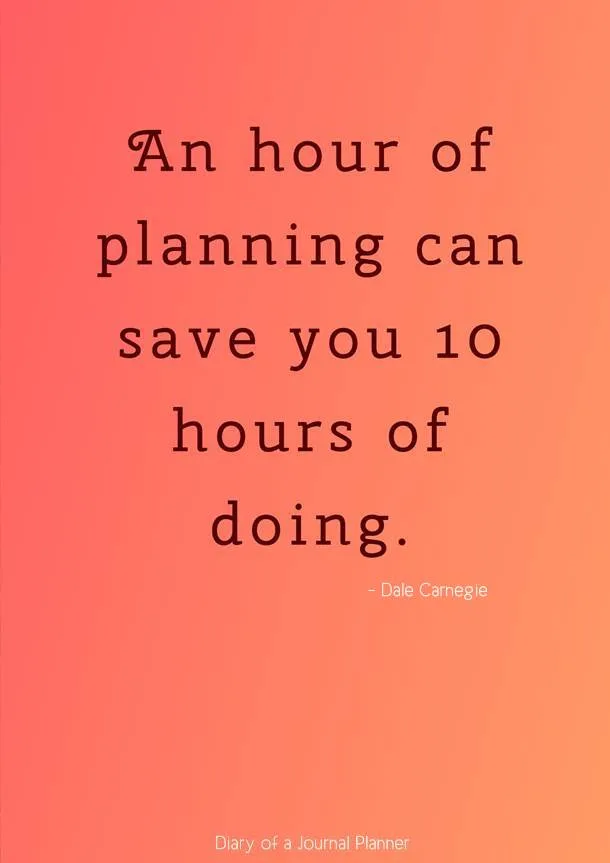 An hour of
planning can
save you 10
hours of
doing.
- Dale Carnegie
Diary of a Journal Planner